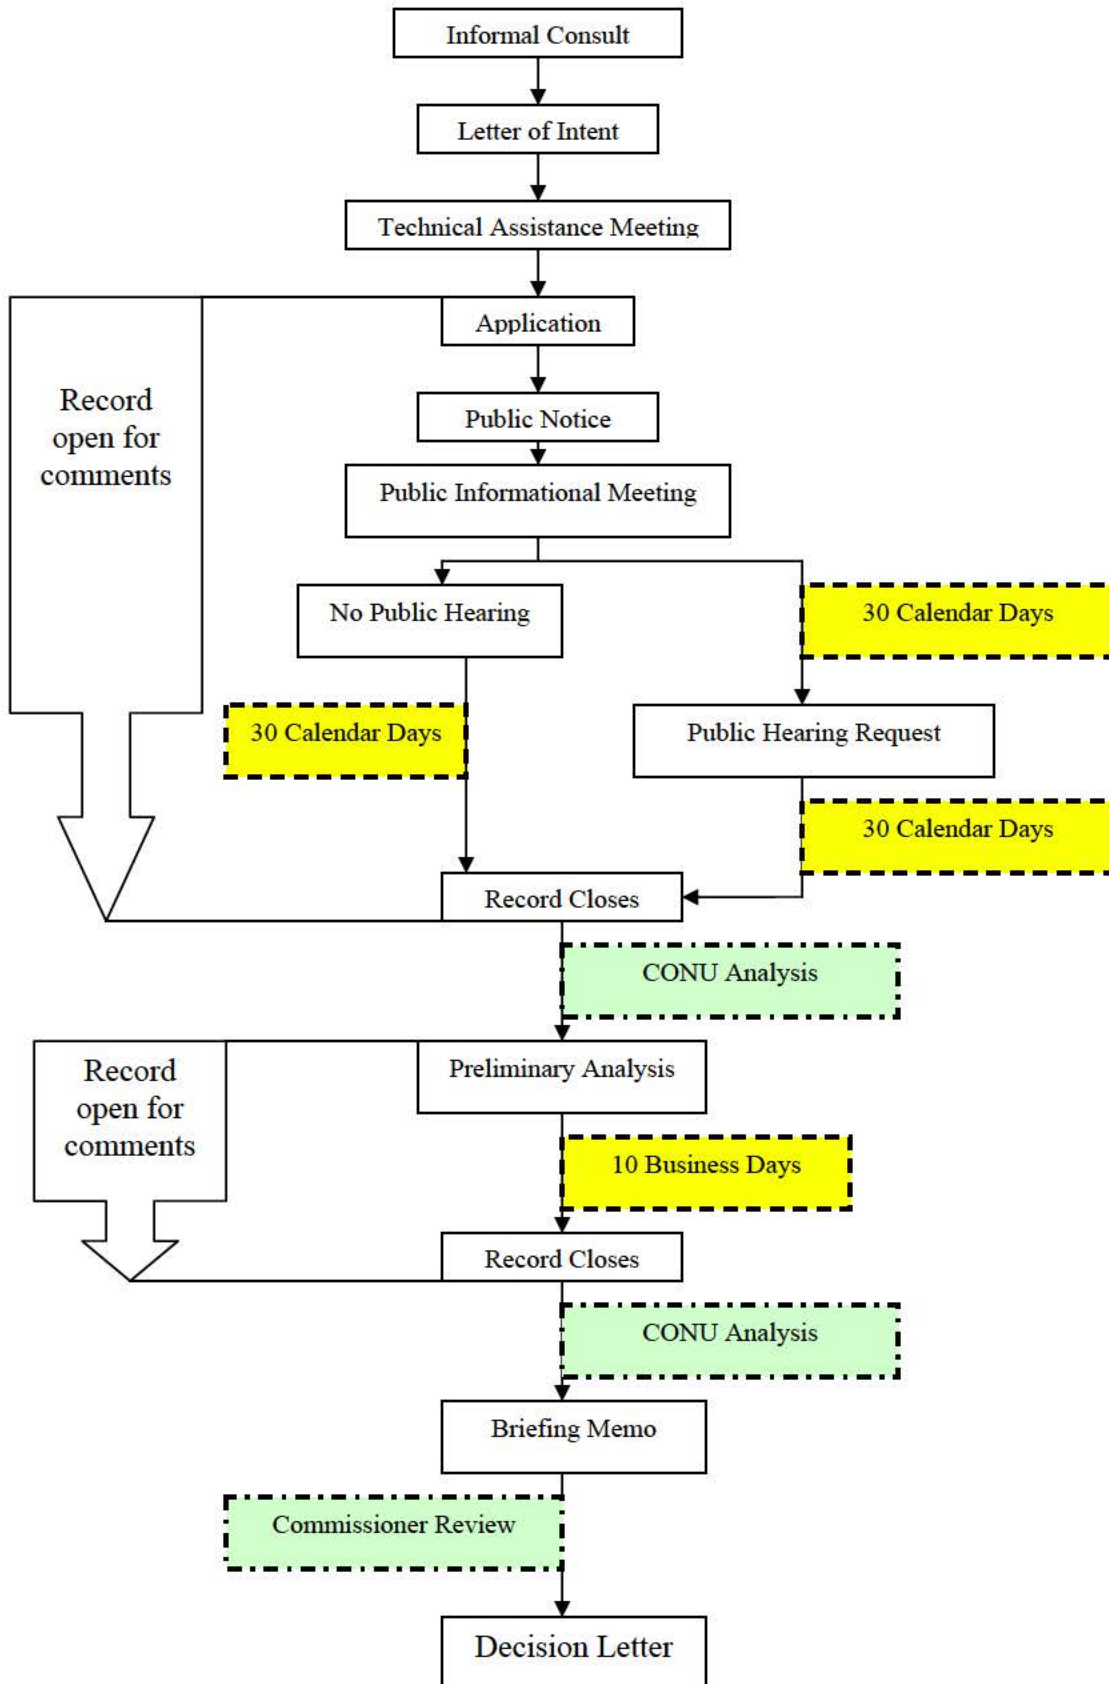 Informal Consult
Letter of Intent
Technical Assistance Meeting
Application
Record
open for
comments
Public Notice
Public Informational Meeting
No Public Hearing
30 Calendar Days
30 Calendar Days
Public Hearing Request
30 Calendar Days
Record Closes
CONU Analysis
Record
open for
comments
Preliminary Analysis
10 Business Days
Record Closes
CONU Analysis
Briefing Memo
Commissioner Review
Decision Letter